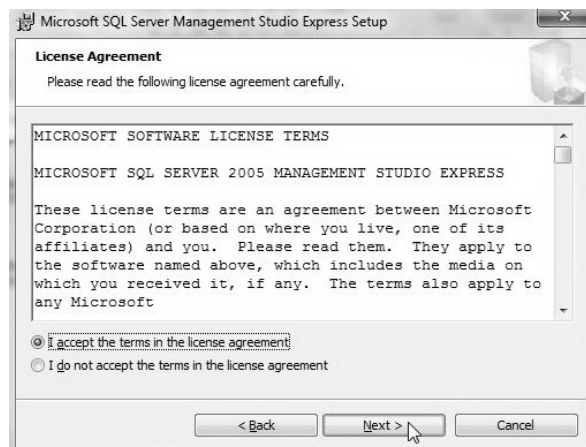 Microsoft SQL Server Management Studio Express Setup
License Agreement
Please read the following license agreement carefully.
MICROSOFT SOFTWARE LICENSE TERMS
MICROSOFT SQL SERVER 2005 MANAGEMENT STUDIO EXPRESS
These license terms are an agreement between Microsoft
Corporation (or based on where you live, one of its
affiliates) and you.  Please read them.  They apply to
the software named above, which includes the media on
which you received it, if any.  The terms also apply to
any Microsoft
I accept the terms in the license agreement
I do not accept the terms in the license agreement
< Back Next > Cancel